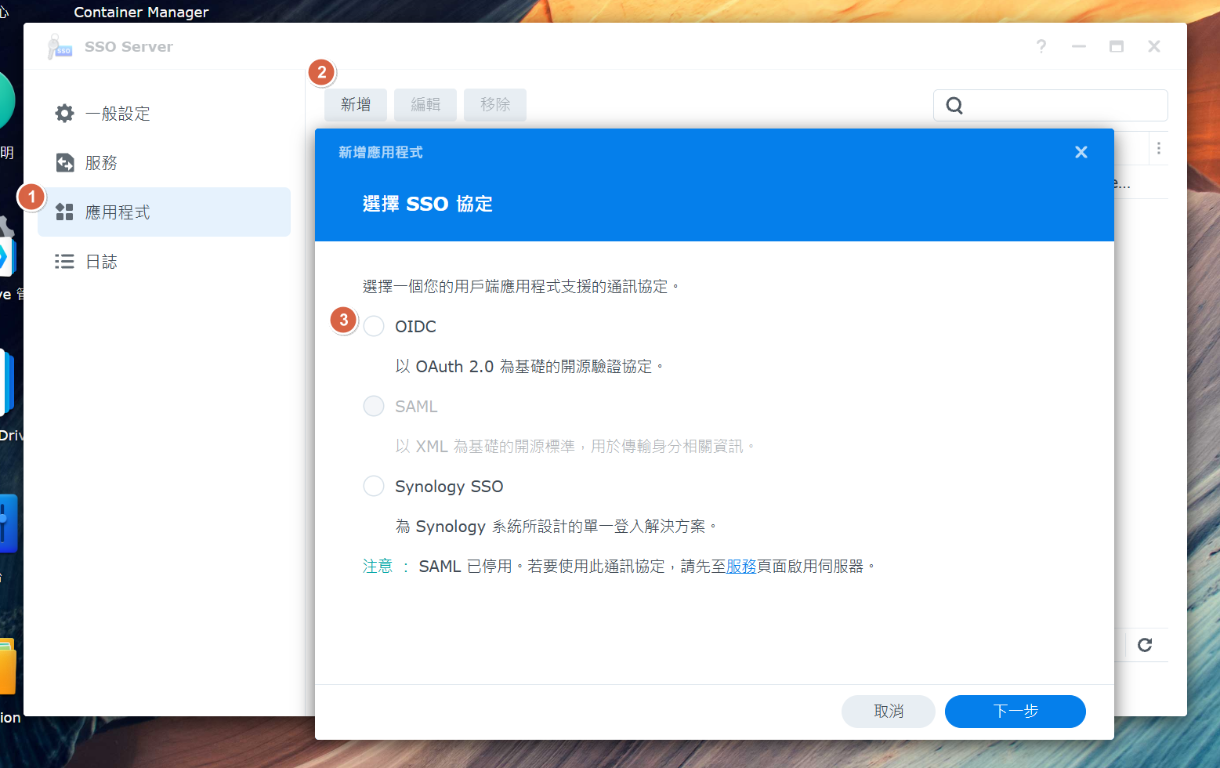 Container Manager
SSO Server
2
新增
編輯
移除
一般設定
服務
1
應用程式
日誌
新增應用程式
選擇 SSO 協定
選擇一個您的用戶端應用程式支援的通訊協定。
3
OIDC
以 OAuth 2.0 為基礎的開源驗證協定。
SAML
以 XML 為基礎的開源標準，用於傳輸身分相關資訊。
Synology SSO
為 Synology 系統所設計的單一登入解決方案。
注意 ： SAML 已停用。若要使用此通訊協定，請先至服務頁面啟用伺服器。
取消
下一步
e...
明
ve 管
Driv
ion